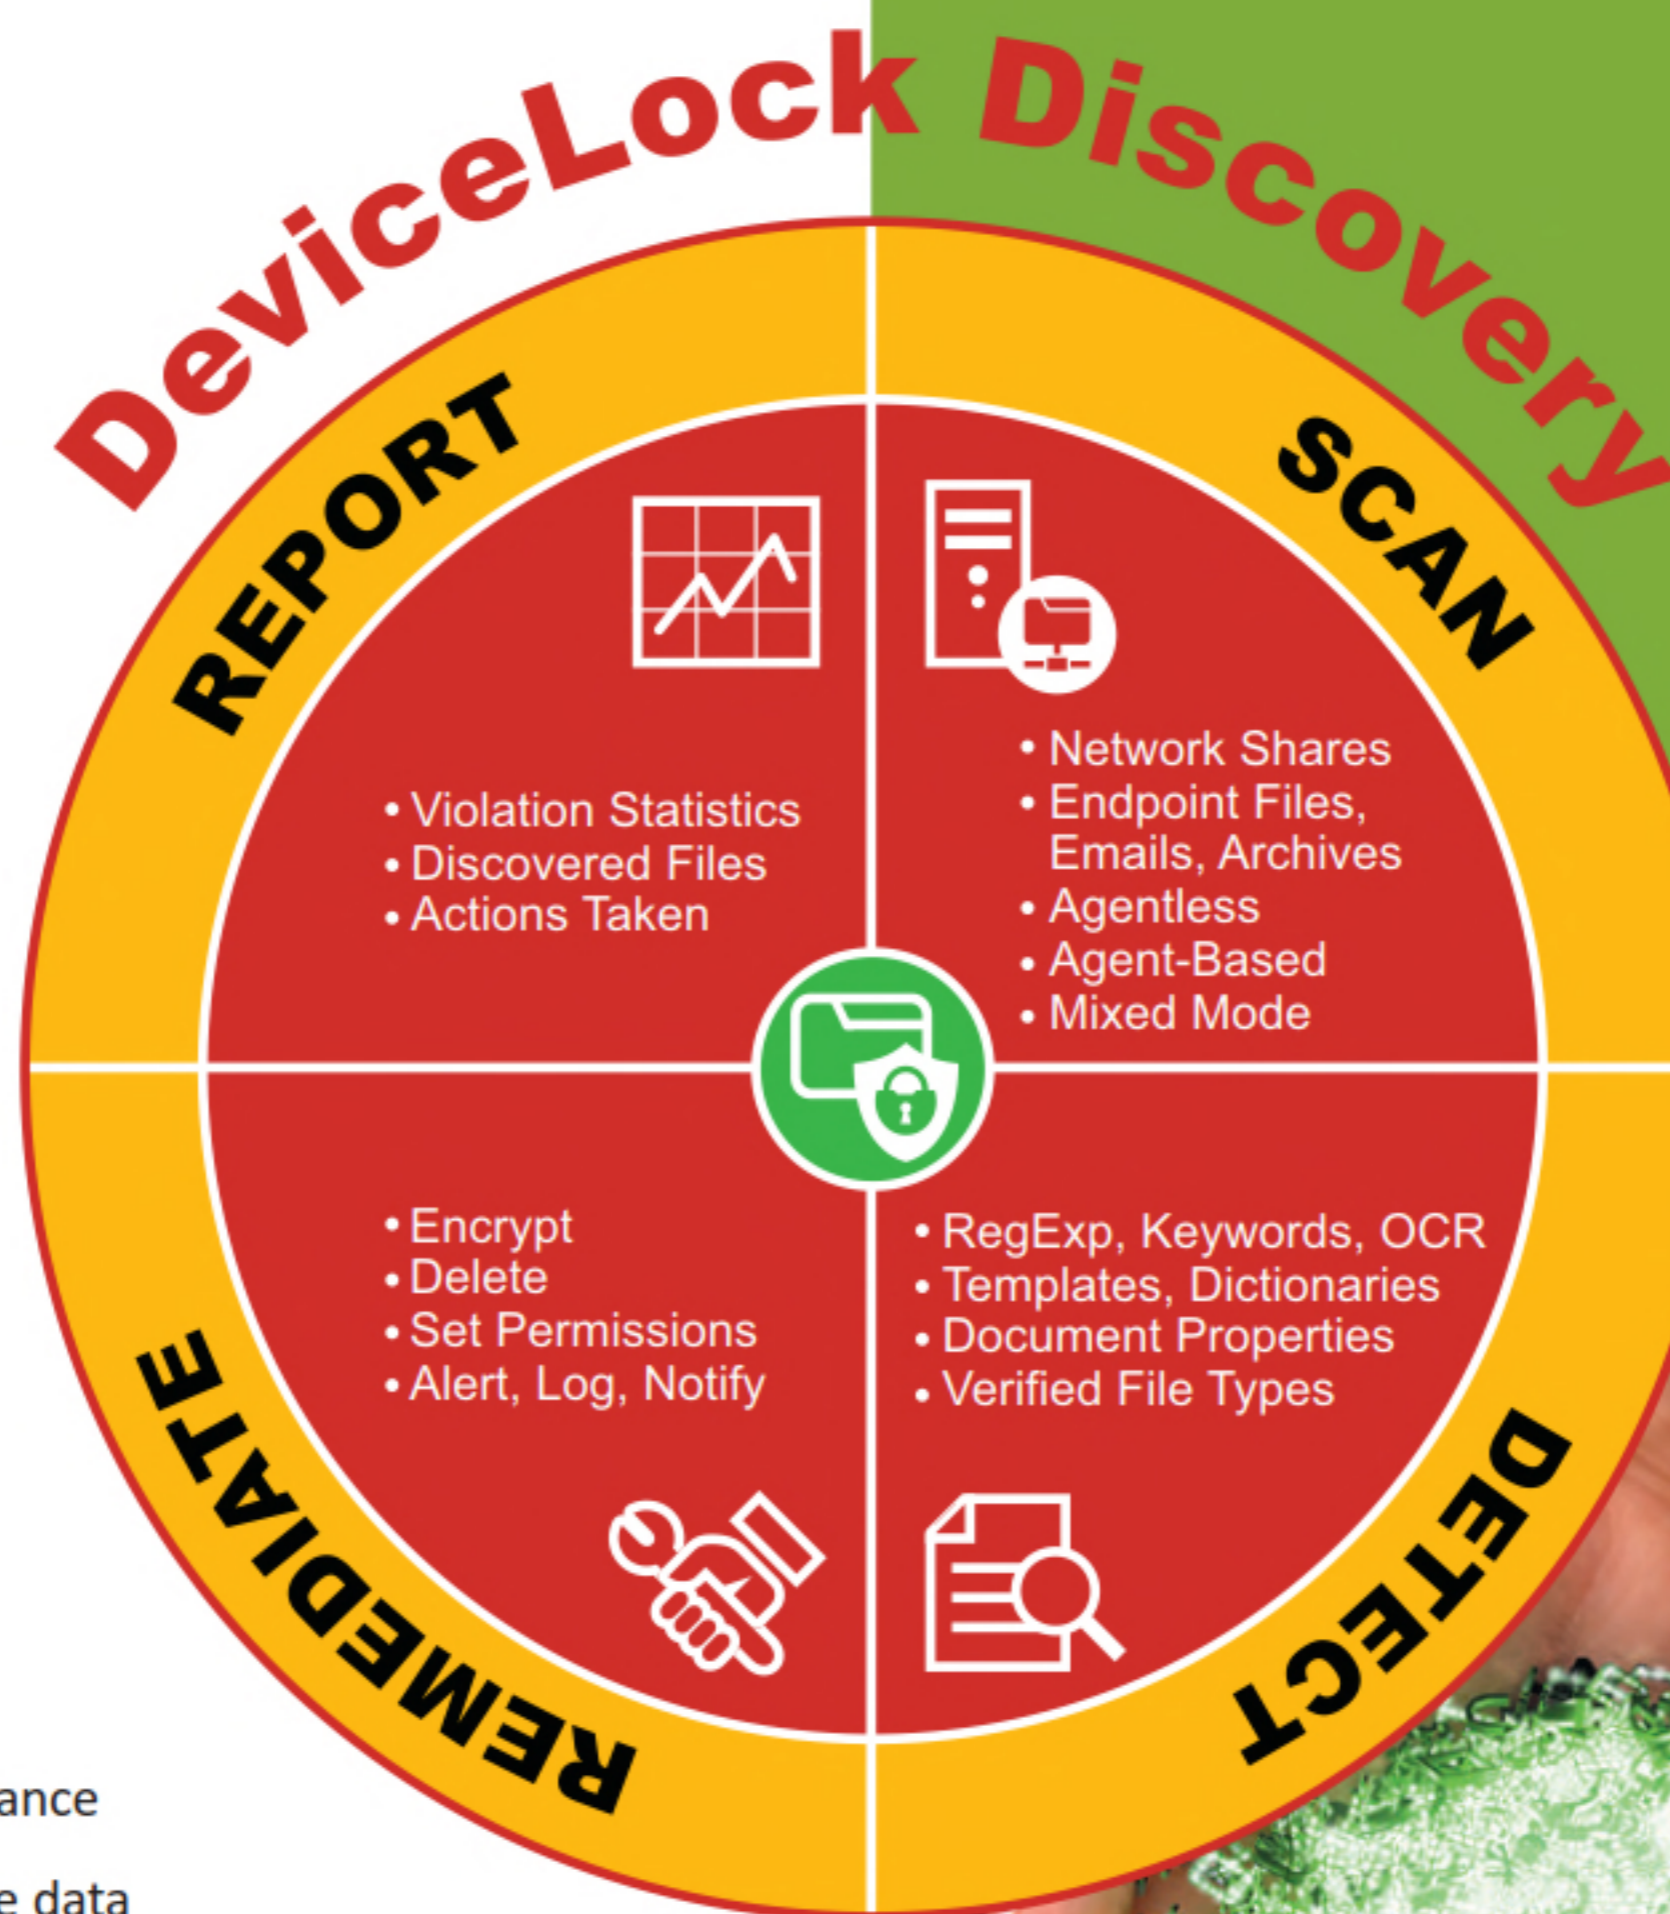 DeviceLock Discovery
REPORT
• Violation Statistics
• Discovered Files
• Actions Taken
SCAN
• Network Shares
• Endpoint Files,
Emails, Archives
• Agentless
• Agent-Based
• Mixed Mode
REMEDIATE
• Encrypt
• Delete
• Set Permissions
• Alert, Log, Notify
DETECT
• RegExp, Keywords, OCR
• Templates, Dictionaries
• Document Properties
• Verified File Types
ance
e data